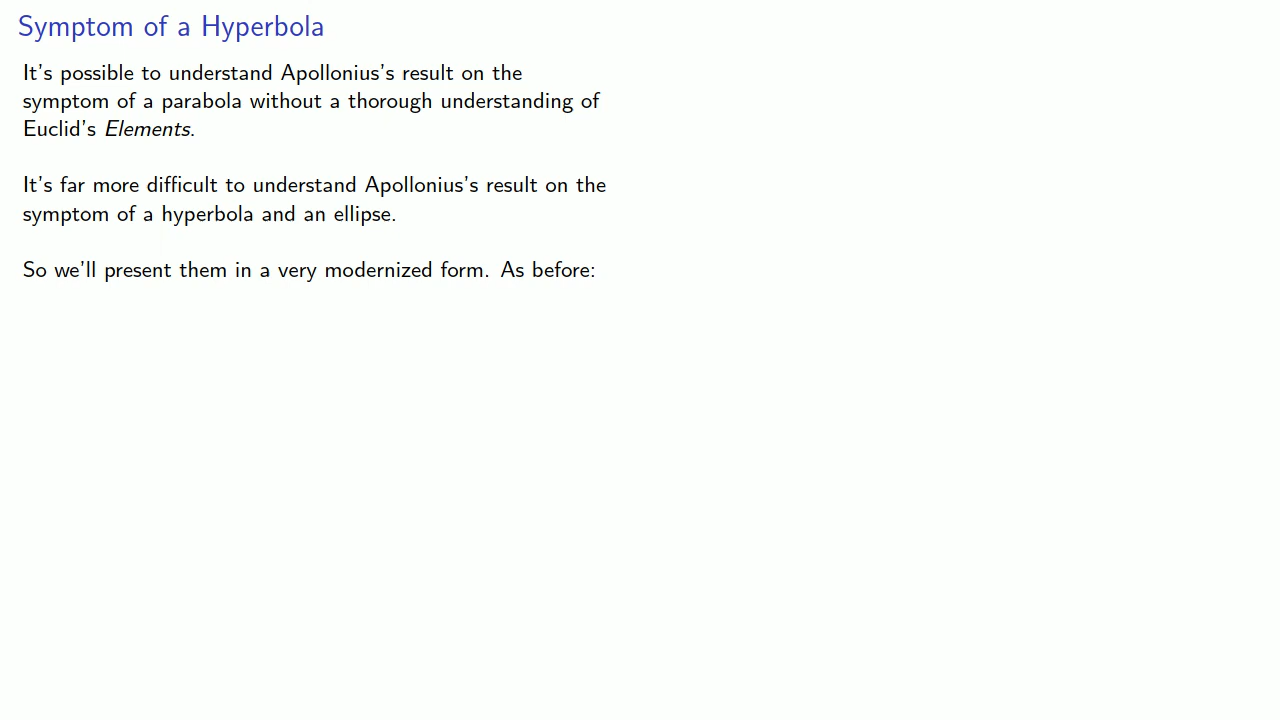 Symptom of a Hyperbola
It's possible to understand Apollonius's result on the
symptom of a parabola without a thorough understanding of
Euclid's Elements.
It's far more difficult to understand Apollonius's result on the
symptom of a hyperbola and an ellipse.
So we'll present them in a very modernized form. As before: